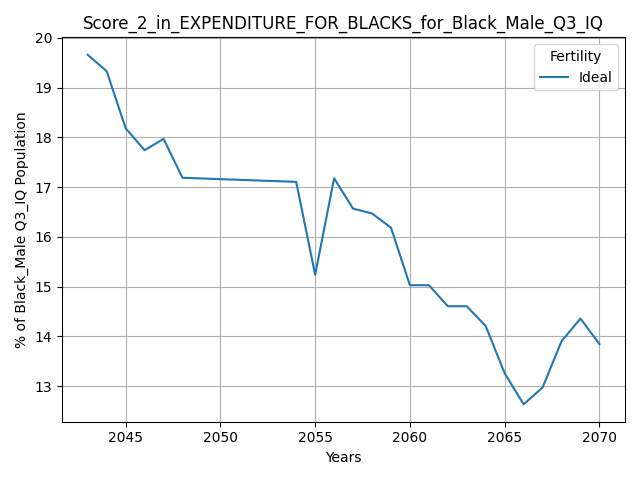 Score_2_in_EXPENDITURE_FOR_BLACKS_for_Black_Male_Q3_IQ
Fertility
Ideal
% of Black_Male Q3_IQ Population
20
19
18
17
16
15
14
13
2045
2050
2055
2060
2065
2070
Years